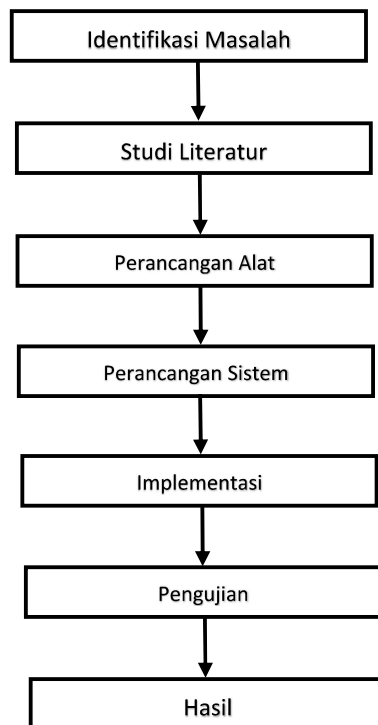 Identifikasi Masalah
Studi Literatur
Perancangan Alat
Perancangan Sistem
Implementasi
Pengujian
Hasil